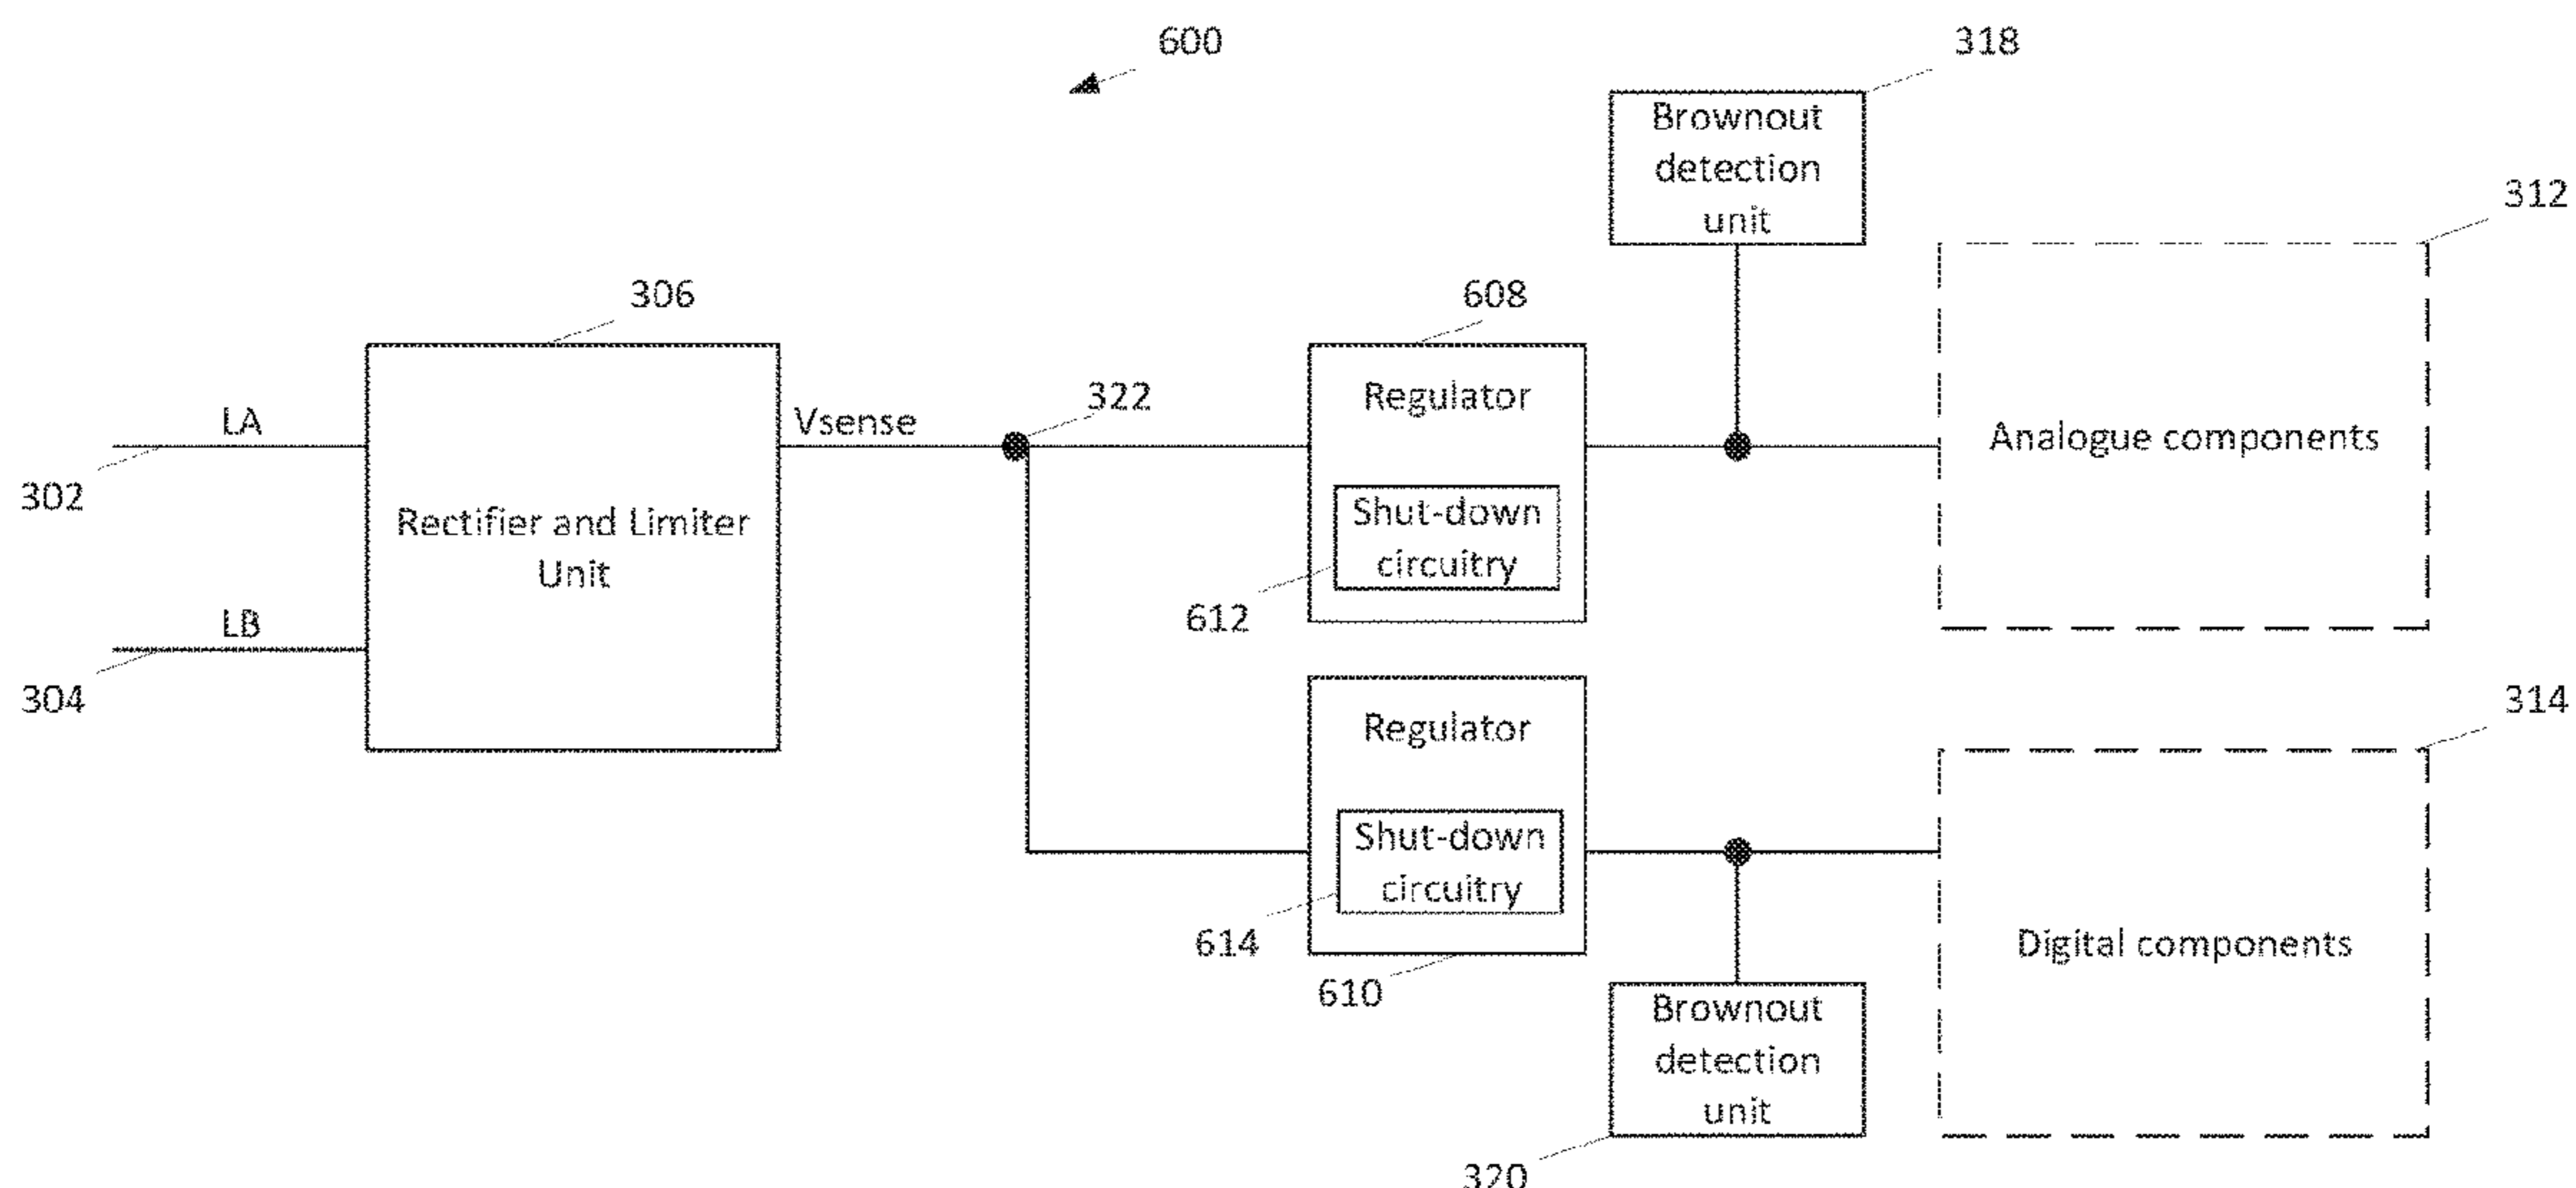 600
318
Brownout
detection
unit
312
306
608
322
LA
Vsense
Regulator
302
Analogue components
Rectifier and Limiter
Unit
Shut-down
circuitry
612
LB
304
314
Regulator
Shut-down
circuitry
614
Digital components
610
Brownout
detection
unit
320